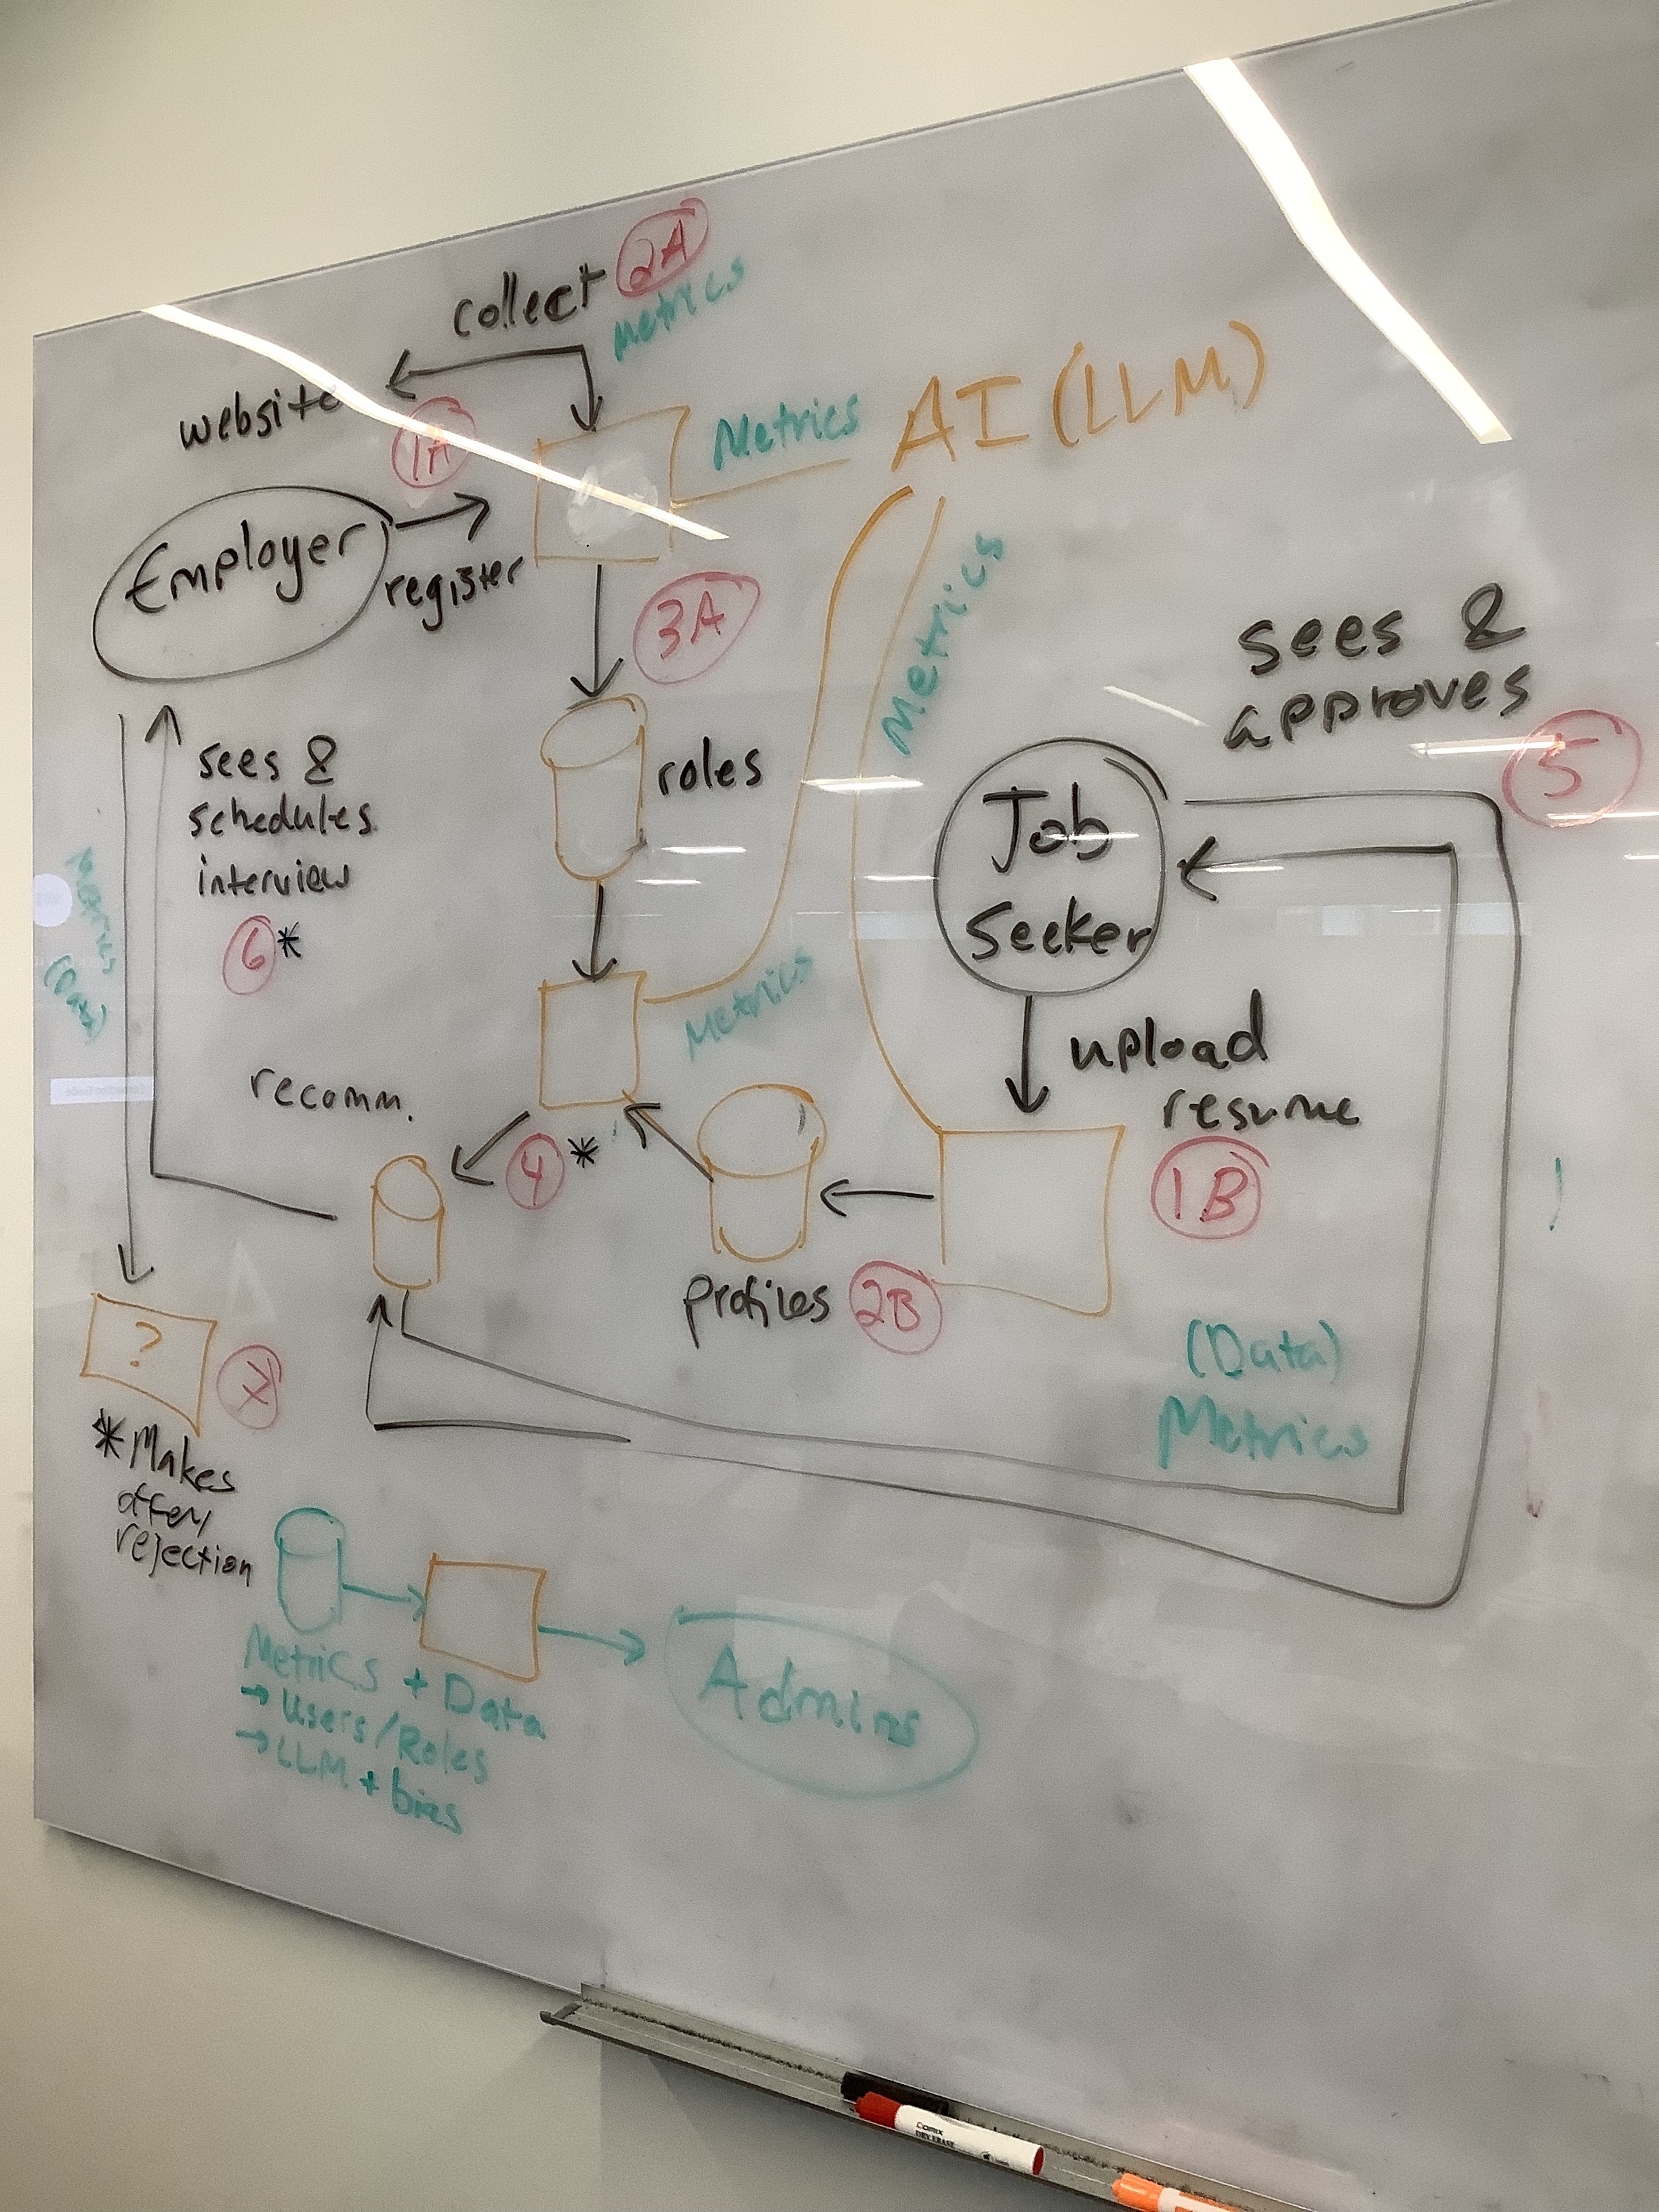 collect 2A
Metrics
website
1A
Metrics
AI (LLM)
Employer
register
3A
Metrics
sees &
approves
5
roles
Job
Seeker
sees &
schedules
interview
6*
Metrics
(Data)
Metrics
upload
resume
1B
recomm.
4 *
profiles 2B
?
7
(Data)
Metrics
*Makes
offer/
rejection
Metrics + Data
→ Users/Roles
→ LLM + bias
Admins